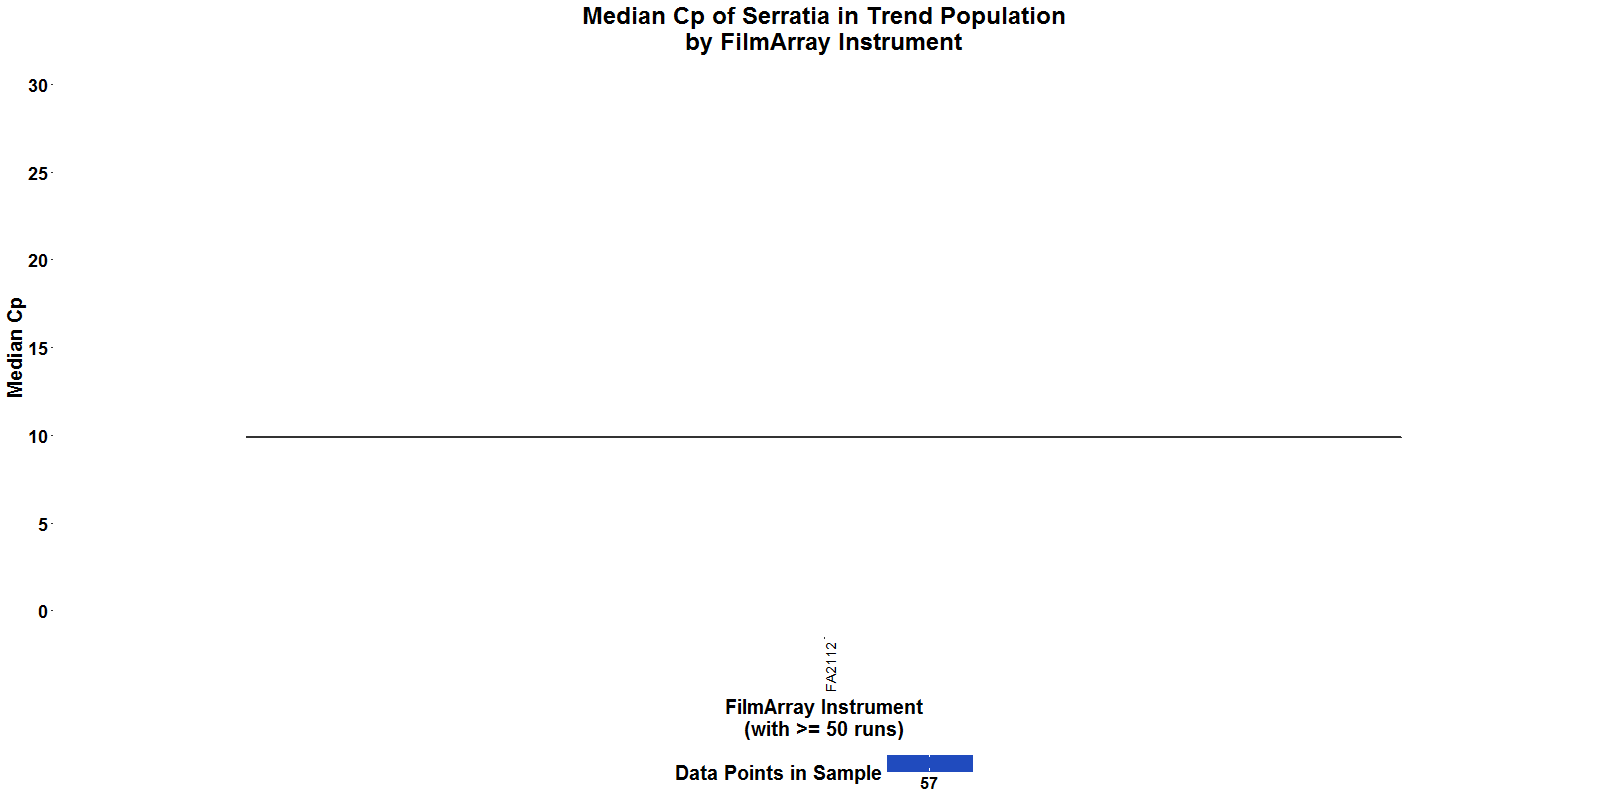 Median Cp of Serratia in Trend Population
by FilmArray Instrument
30
25
20
15
10
5
0
Median Cp
FA2112
FilmArray Instrument
(with >= 50 runs)
Data Points in Sample
57